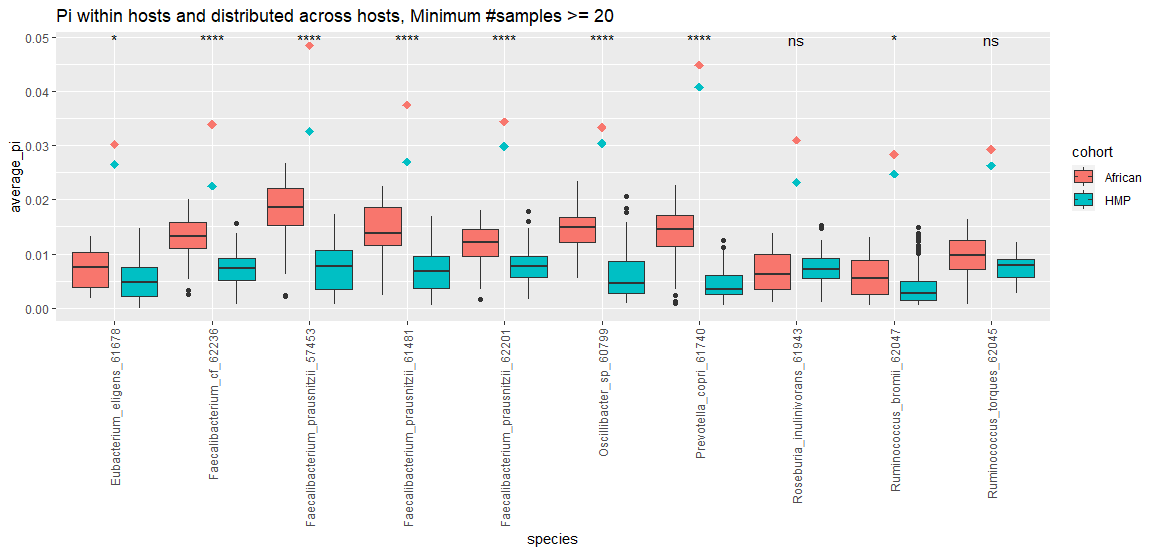 Pi within hosts and distributed across hosts, Minimum #samples >= 20
* **** **** **** **** **** **** ns * ns
0.05
0.04
0.03
0.02
0.01
0.00
average_pi
Eubacterium_eligens_61678
Faecalibacterium_cf_62236
Faecalibacterium_prausnitzii_57453
Faecalibacterium_prausnitzii_61481
Faecalibacterium_prausnitzii_62201
Oscillibacter_sp_60799
Prevotella_copri_61740
Roseburia_inulinivorans_61943
Ruminococcus_bromii_62047
Ruminococcus_torques_62045
species
cohort
African
HMP